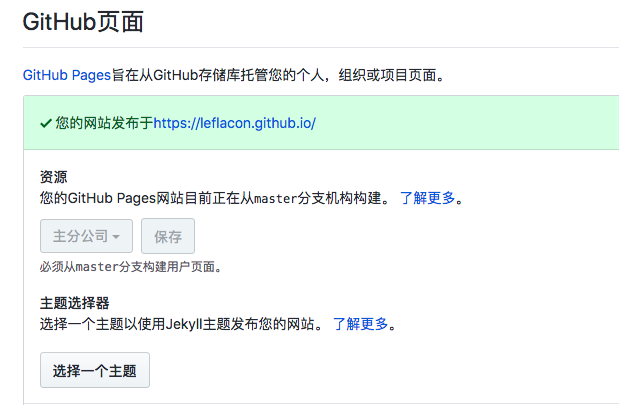 GitHub页面
GitHub Pages旨在从GitHub存储库托管您的个人，组织或项目页面。
✓ 您的网站发布于https://leflacon.github.io/
资源
您的GitHub Pages网站目前正在从master分支机构构建。 了解更多。
主分公司 保存
必须从master分支构建用户页面。
主题选择器
选择一个主题以使用Jekyll主题发布您的网站。 了解更多。
选择一个主题